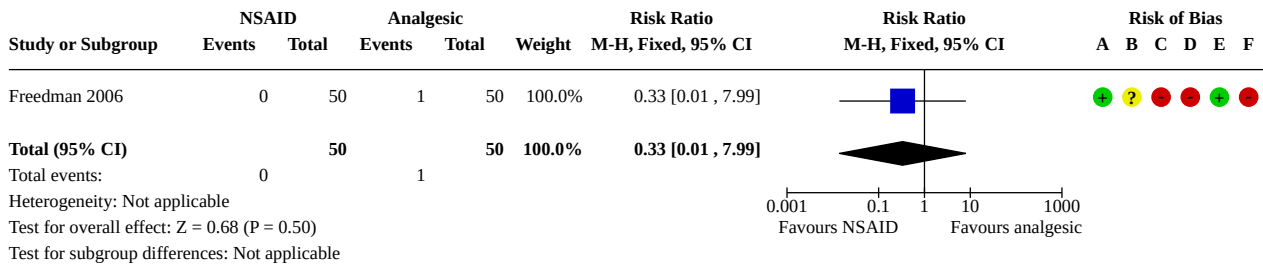 NSAID Analgesic Risk Ratio Risk Ratio Risk of Bias
Study or Subgroup Events Total Events Total Weight M-H, Fixed, 95% CI M-H, Fixed, 95% CI A B C D E F
Freedman 2006 0 50 1 50 100.0% 0.33 [0.01 , 7.99] + ? - - + -
Total (95% CI) 50 50 100.0% 0.33 [0.01 , 7.99]
Total events: 0 1
Heterogeneity: Not applicable
0.001 0.1 1 10 1000
Test for overall effect: Z = 0.68 (P = 0.50) Favours NSAID Favours analgesic
Test for subgroup differences: Not applicable